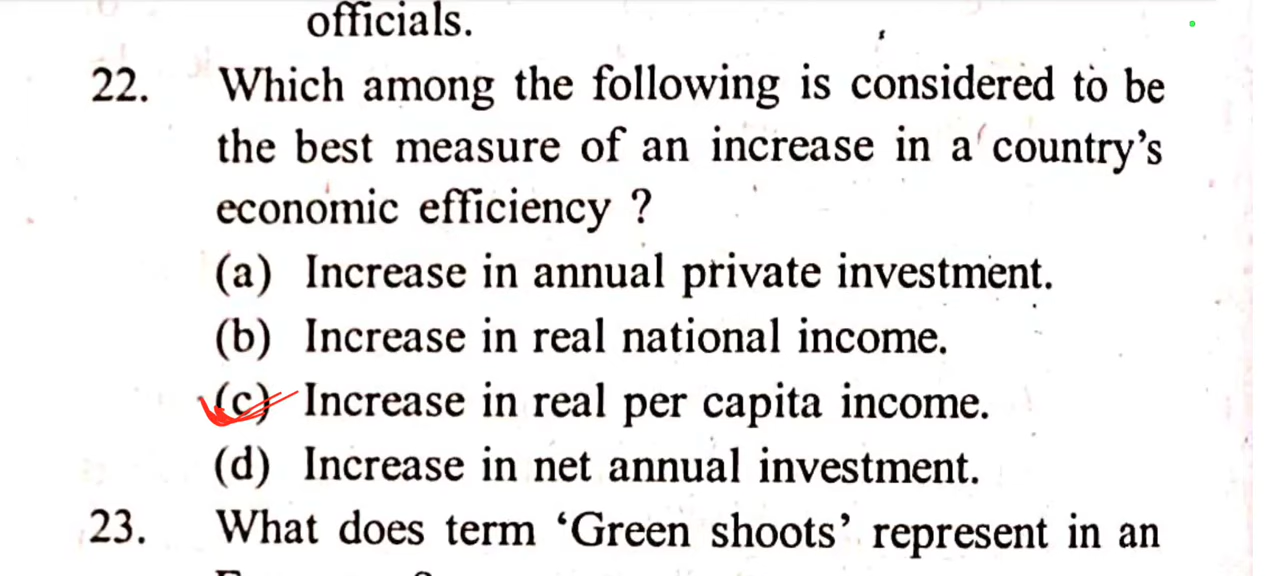 officials.
22. Which among the following is considered to be
the best measure of an increase in a country's
economic efficiency ?
(a) Increase in annual private investment.
(b) Increase in real national income.
(c) Increase in real per capita income.
(d) Increase in net annual investment.
23. What does term ‘Green shoots’ represent in an